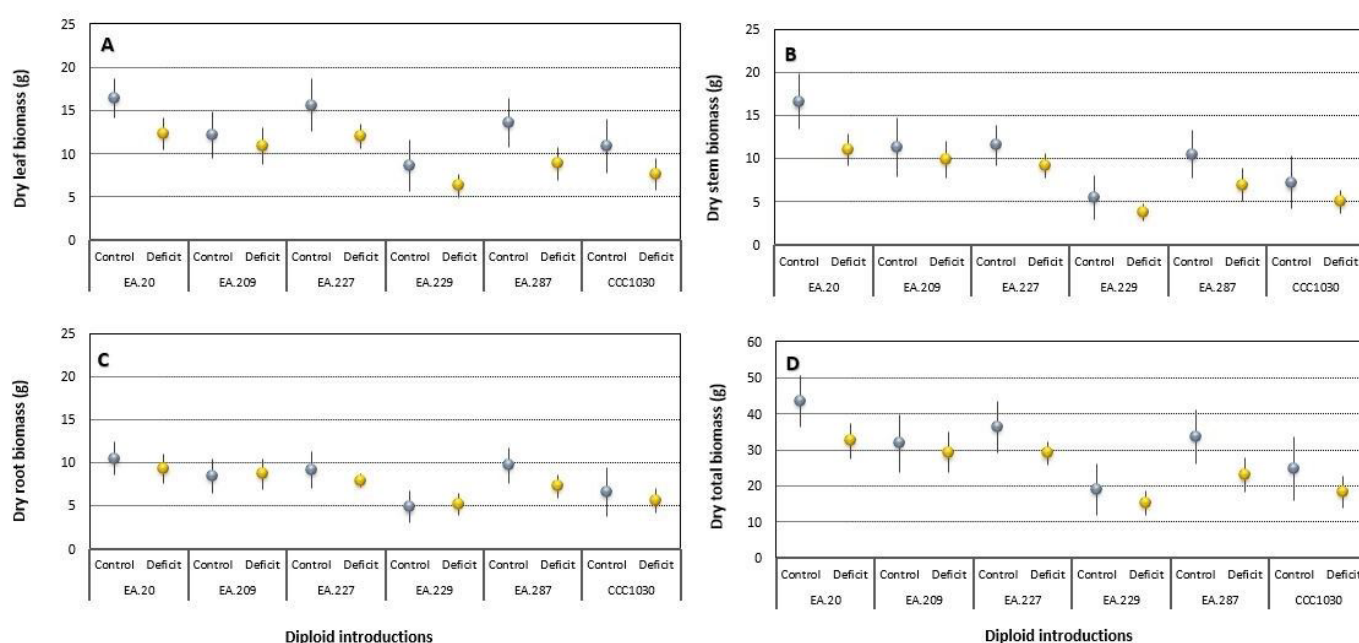 A
Dry leaf biomass (g)
25
20
15
10
5
0
Control Deficit Control Deficit Control Deficit Control Deficit Control Deficit Control Deficit
EA.20 EA.209 EA.227 EA.229 EA.287 CCC1030
B
Dry stem biomass (g)
25
20
15
10
5
0
Control Deficit Control Deficit Control Deficit Control Deficit Control Deficit Control Deficit
EA.20 EA.209 EA.227 EA.229 EA.287 CCC1030
C
Dry root biomass (g)
25
20
15
10
5
0
Control Deficit Control Deficit Control Deficit Control Deficit Control Deficit Control Deficit
EA.20 EA.209 EA.227 EA.229 EA.287 CCC1030
Diploid introductions
D
Dry total biomass (g)
60
50
40
30
20
10
0
Control Deficit Control Deficit Control Deficit Control Deficit Control Deficit Control Deficit
EA.20 EA.209 EA.227 EA.229 EA.287 CCC1030
Diploid introductions